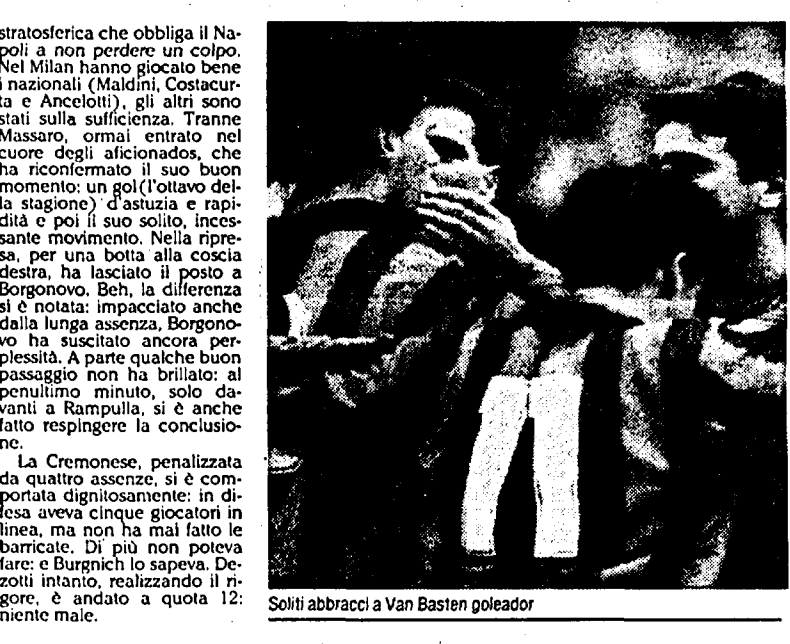 stratosferica che obbliga il Na-
poli a non perdere un colpo.
Nel Milan hanno giocato bene
i nazionali (Maldini, Costacur-
ta e Ancelotti), gli altri sono
stati sulla sufficienza. Tranne
Massaro, ormai entrato nel
cuore degli aficionados, che
ha riconfermato il suo buon
momento: un gol (l'ottavo del-
la stagione) d'astuzia e rapi-
dità e poi il suo solito, inces-
sante movimento. Nella ripre-
sa, per una botta alla coscia
destra, ha lasciato il posto a
Borgonovo. Beh, la differenza
si è notata: impacciato anche
dalla lunga assenza, Borgono-
vo ha suscitato ancora per-
plessità. A parte qualche buon
passaggio non ha brillato: al
penultimo minuto, solo da-
vanti a Rampulla, si è anche
fatto respingere la conclusio-
ne.
La Cremonese, penalizzata
da quattro assenze, si è com-
portata dignitosamente: in di-
fesa aveva cinque giocatori in
linea, ma non ha mai fatto le
barricate. Di più non poteva
fare: e Burgnich lo sapeva. De-
zotti intanto, realizzando il ri-
gore, è andato a quota 12:
niente male.
Soliti abbracci a Van Basten goleador